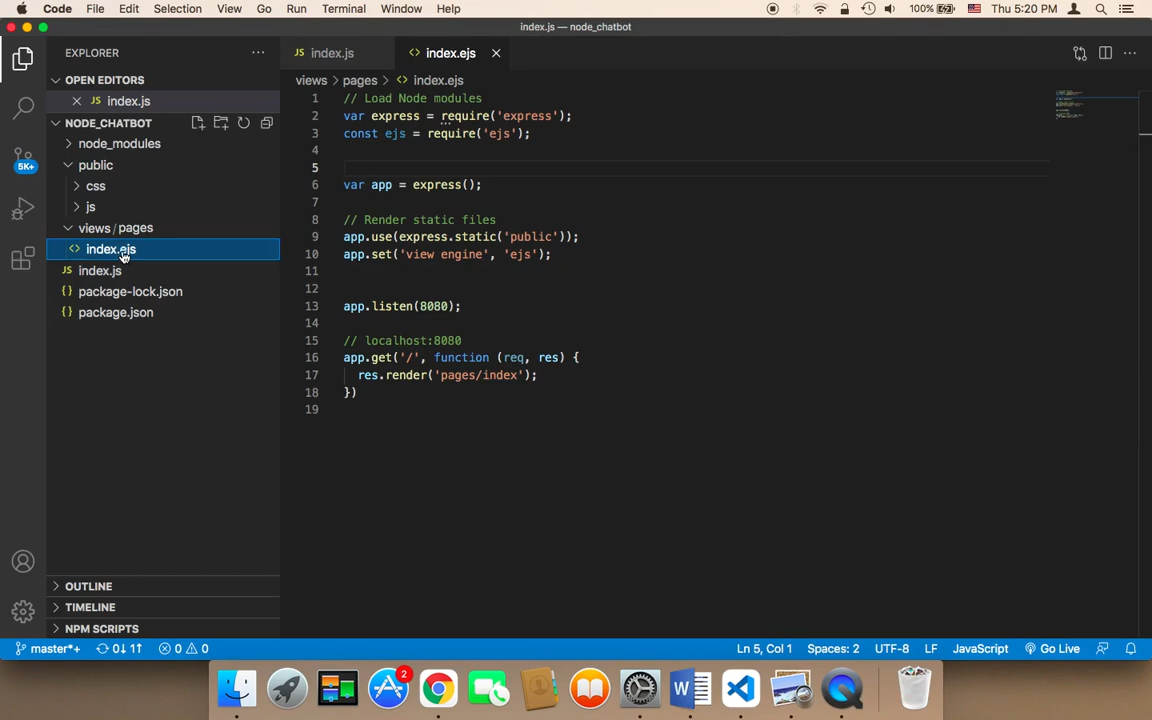 Code File Edit Selection View Go Run Terminal Window Help 100% Thu 5:20 PM
index.js — node_chatbot
EXPLORER
OPEN EDITORS
JS index.js
NODE_CHATBOT
node_modules
public
css
js
views / pages
index.ejs
JS index.js
{} package-lock.json
{} package.json
OUTLINE
TIMELINE
NPM SCRIPTS
5K+
JS index.js <> index.ejs
views > pages > <> index.ejs
1 // Load Node modules
2 var express = require('express');
3 const ejs = require('ejs');
4
5
6 var app = express();
7
8 // Render static files
9 app.use(express.static('public'));
10 app.set('view engine', 'ejs');
11
12
13 app.listen(8080);
14
15 // localhost:8080
16 app.get('/', function (req, res) {
17 res.render('pages/index');
18 })
19
master*+ 0↓ 1↑ 0 0 Ln 5, Col 1 Spaces: 2 UTF-8 LF JavaScript Go Live
2
W